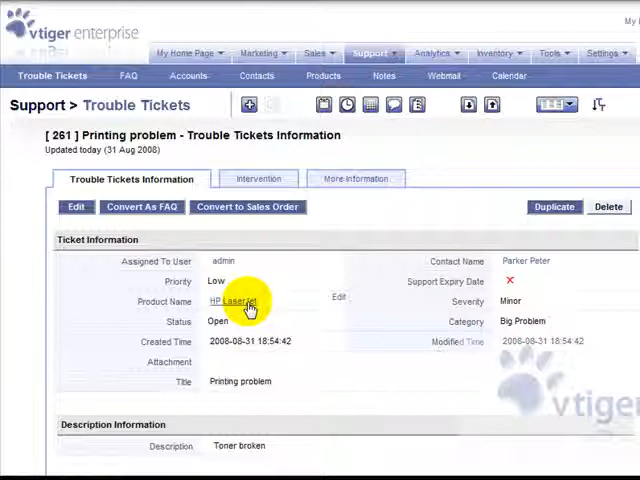 vtiger enterprise
My
My Home Page Marketing Sales Support Analytics Inventory Tools Settings
Trouble Tickets FAQ Accounts Contacts Products Notes Webmail Calendar
Support > Trouble Tickets
[ 261 ] Printing problem - Trouble Tickets Information
Updated today (31 Aug 2008)
Trouble Tickets Information Intervention More Information
Edit Convert As FAQ Convert to Sales Order Duplicate Delete
Ticket Information
Assigned To User admin Contact Name Parker Peter
Priority Low Support Expiry Date
Product Name HP LaserJet Edit Severity Minor
Status Open Category Big Problem
Created Time 2008-08-31 18:54:42 Modified Time 2008-08-31 18:54:42
Attachment
Title Printing problem
vtiger
Description Information
Description Toner broken